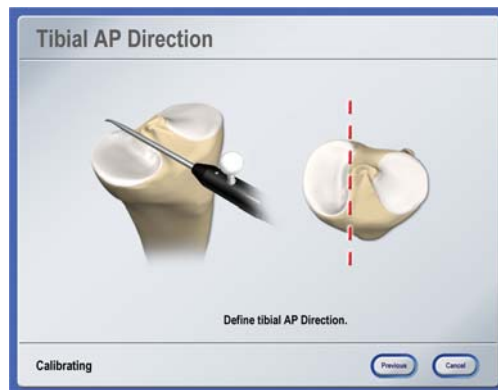 Tibial AP Direction
Define tibial AP Direction.
Calibrating
Previous
Cancel